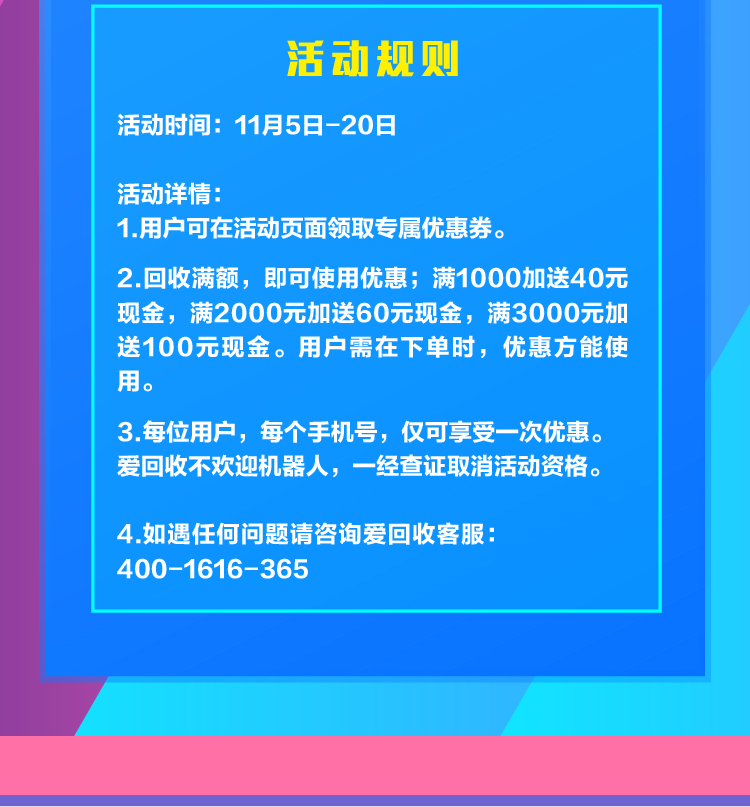 活动规则
活动时间：11月5日-20日
活动详情：
1.用户可在活动页面领取专属优惠券。
2.回收满额，即可使用优惠；满1000加送40元
现金，满2000元加送60元现金，满3000元加
送100元现金。用户需在下单时，优惠方能使
用。
3.每位用户，每个手机号，仅可享受一次优惠。
爱回收不欢迎机器人，一经查证取消活动资格。
4.如遇任何问题请咨询爱回收客服：
400-1616-365